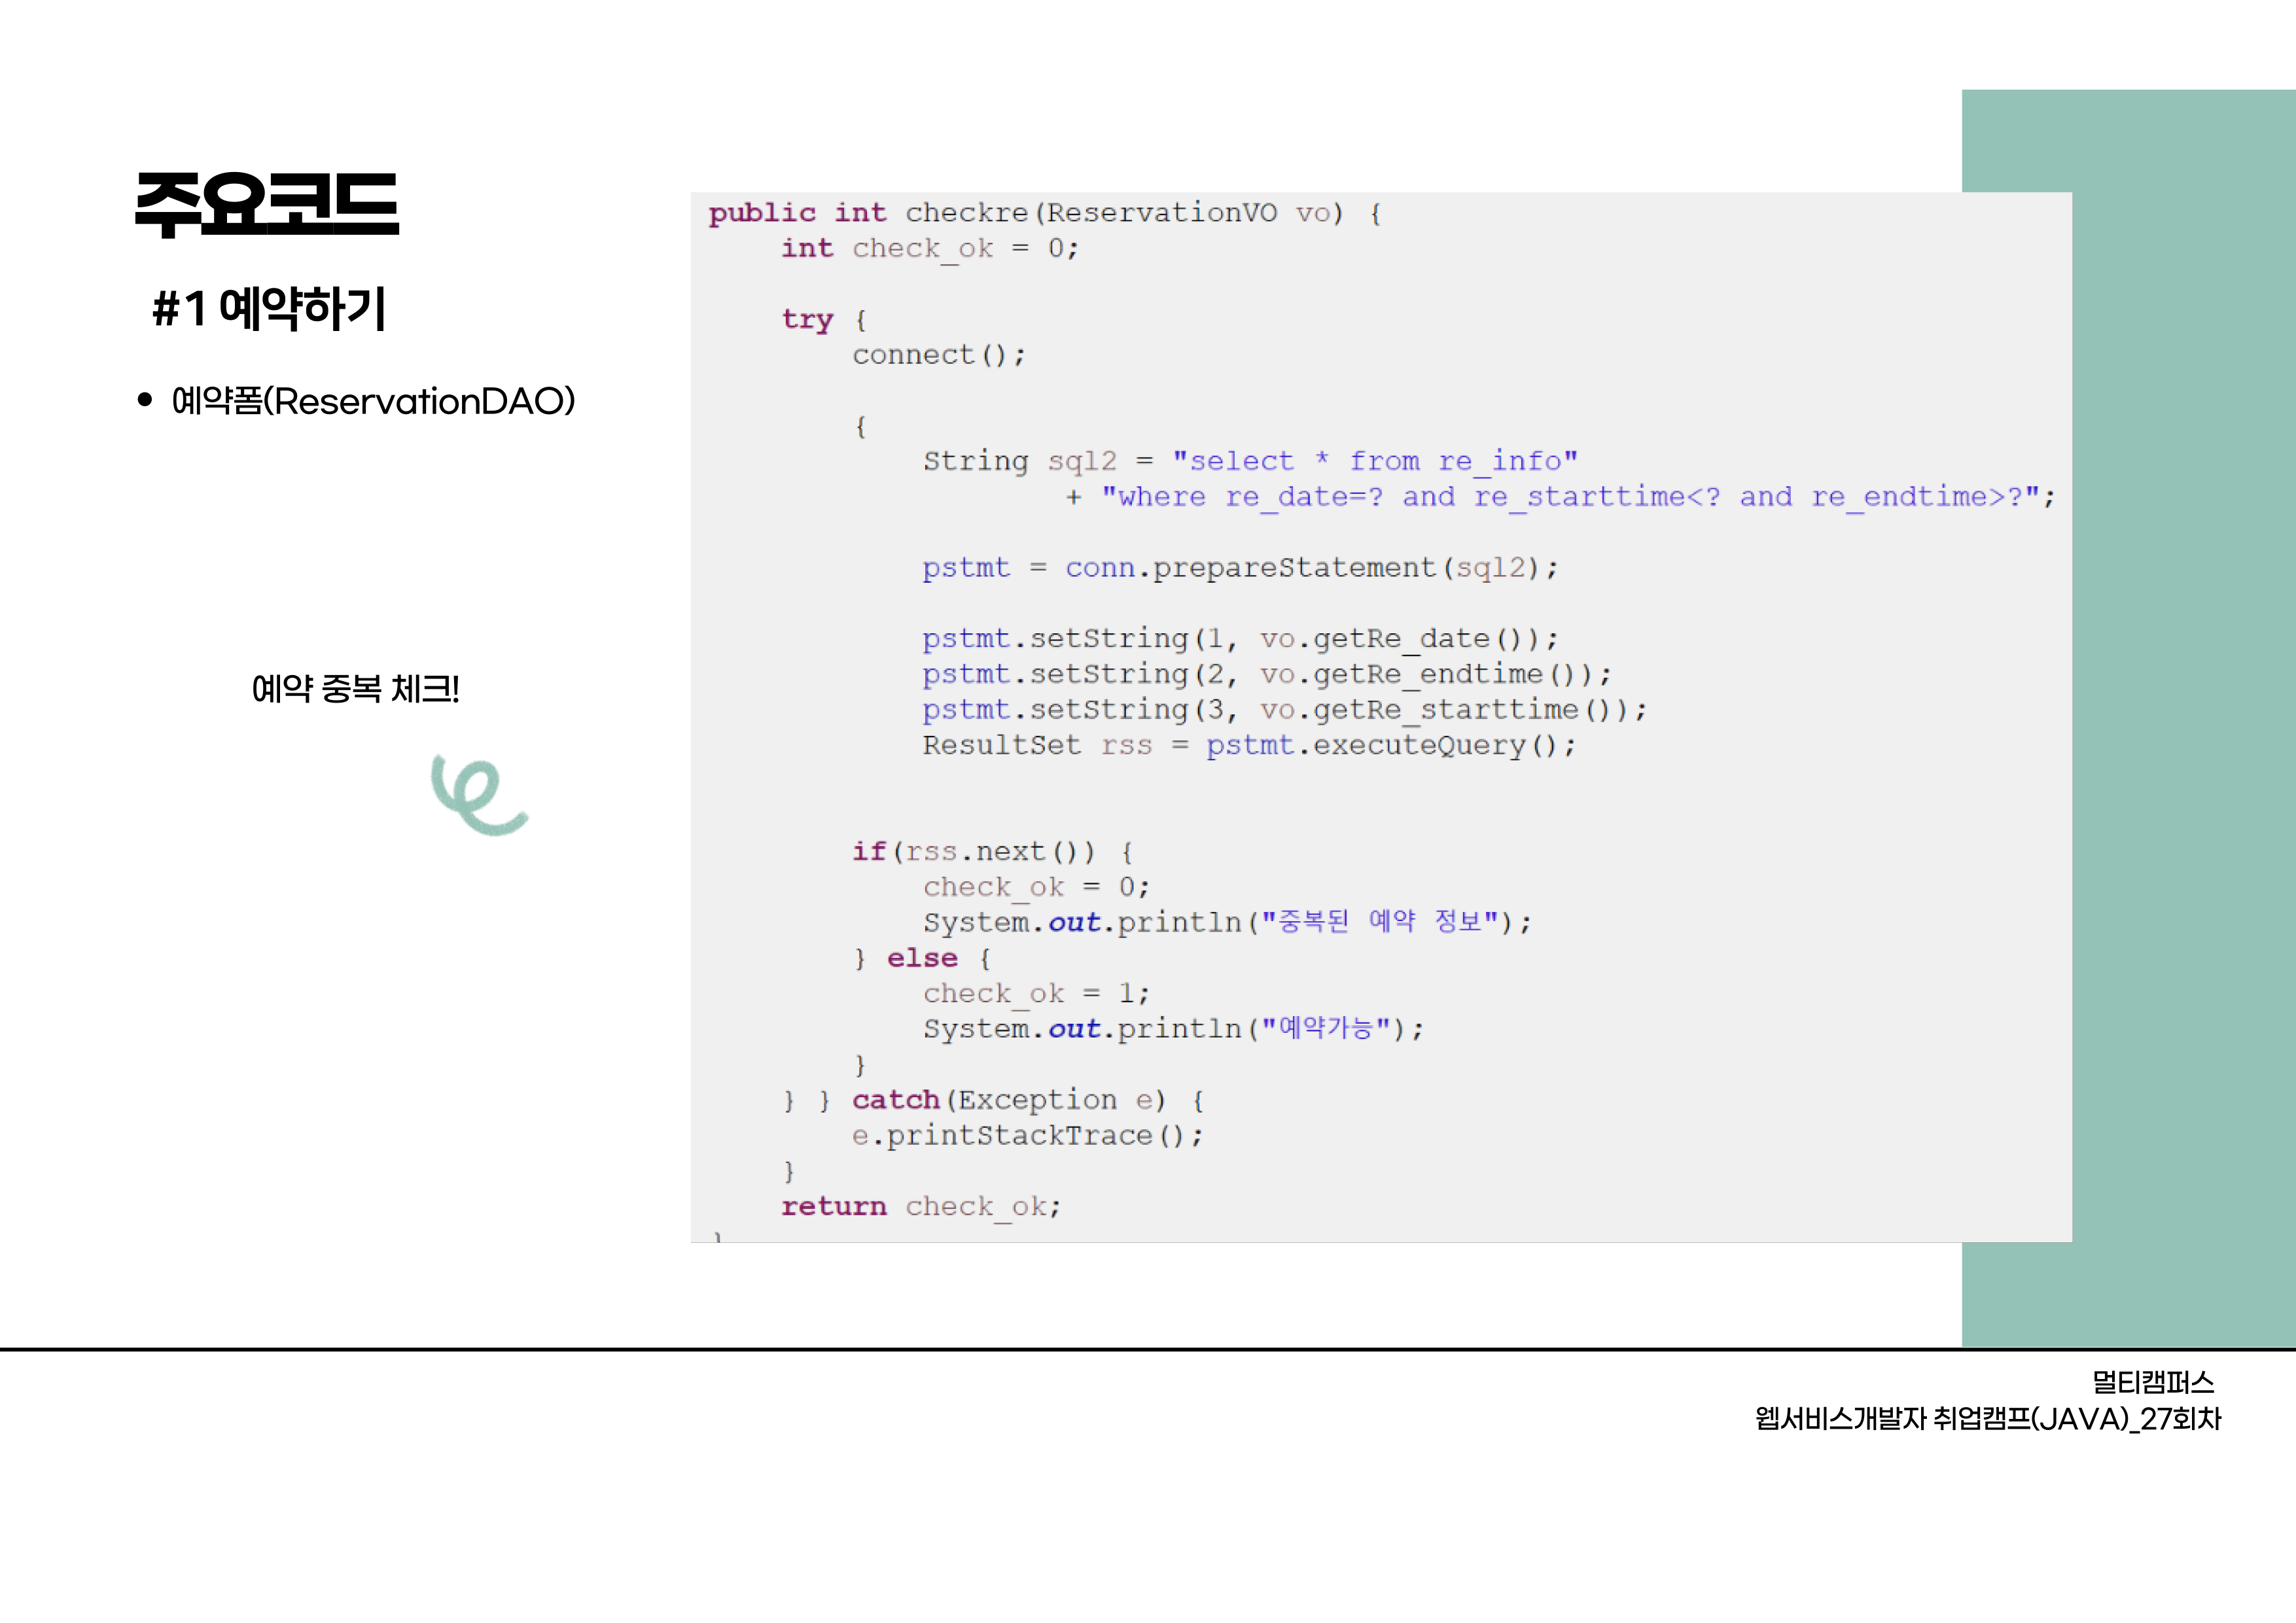 주요코드
#1 예약하기
• 예약폼(ReservationDAO)
예약 중복 체크!
public int checkre(ReservationVO vo) {
    int check_ok = 0;
    try {
        connect();
        {
            String sql2 = "select * from re_info"
                    + "where re_date=? and re_starttime<? and re_endtime>?";
            pstmt = conn.prepareStatement(sql2);
            pstmt.setString(1, vo.getRe_date());
            pstmt.setString(2, vo.getRe_endtime());
            pstmt.setString(3, vo.getRe_starttime());
            ResultSet rss = pstmt.executeQuery();
        if(rss.next()) {
            check_ok = 0;
            System.out.println("중복된 예약 정보");
        } else {
            check_ok = 1;
            System.out.println("예약가능");
        }
    } } catch(Exception e) {
        e.printStackTrace();
    }
    return check_ok;
}
멀티캠퍼스
웹서비스개발자 취업캠프(JAVA)_27회차